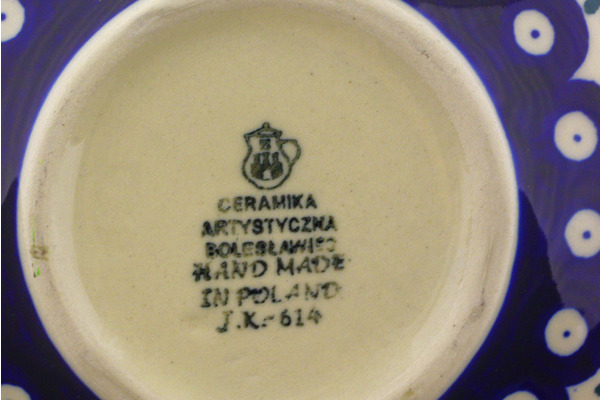 CERAMIKA
ARTYSTYCZNA
BOLESŁAWIEC
HAND MADE
IN POLAND
J.K.-614